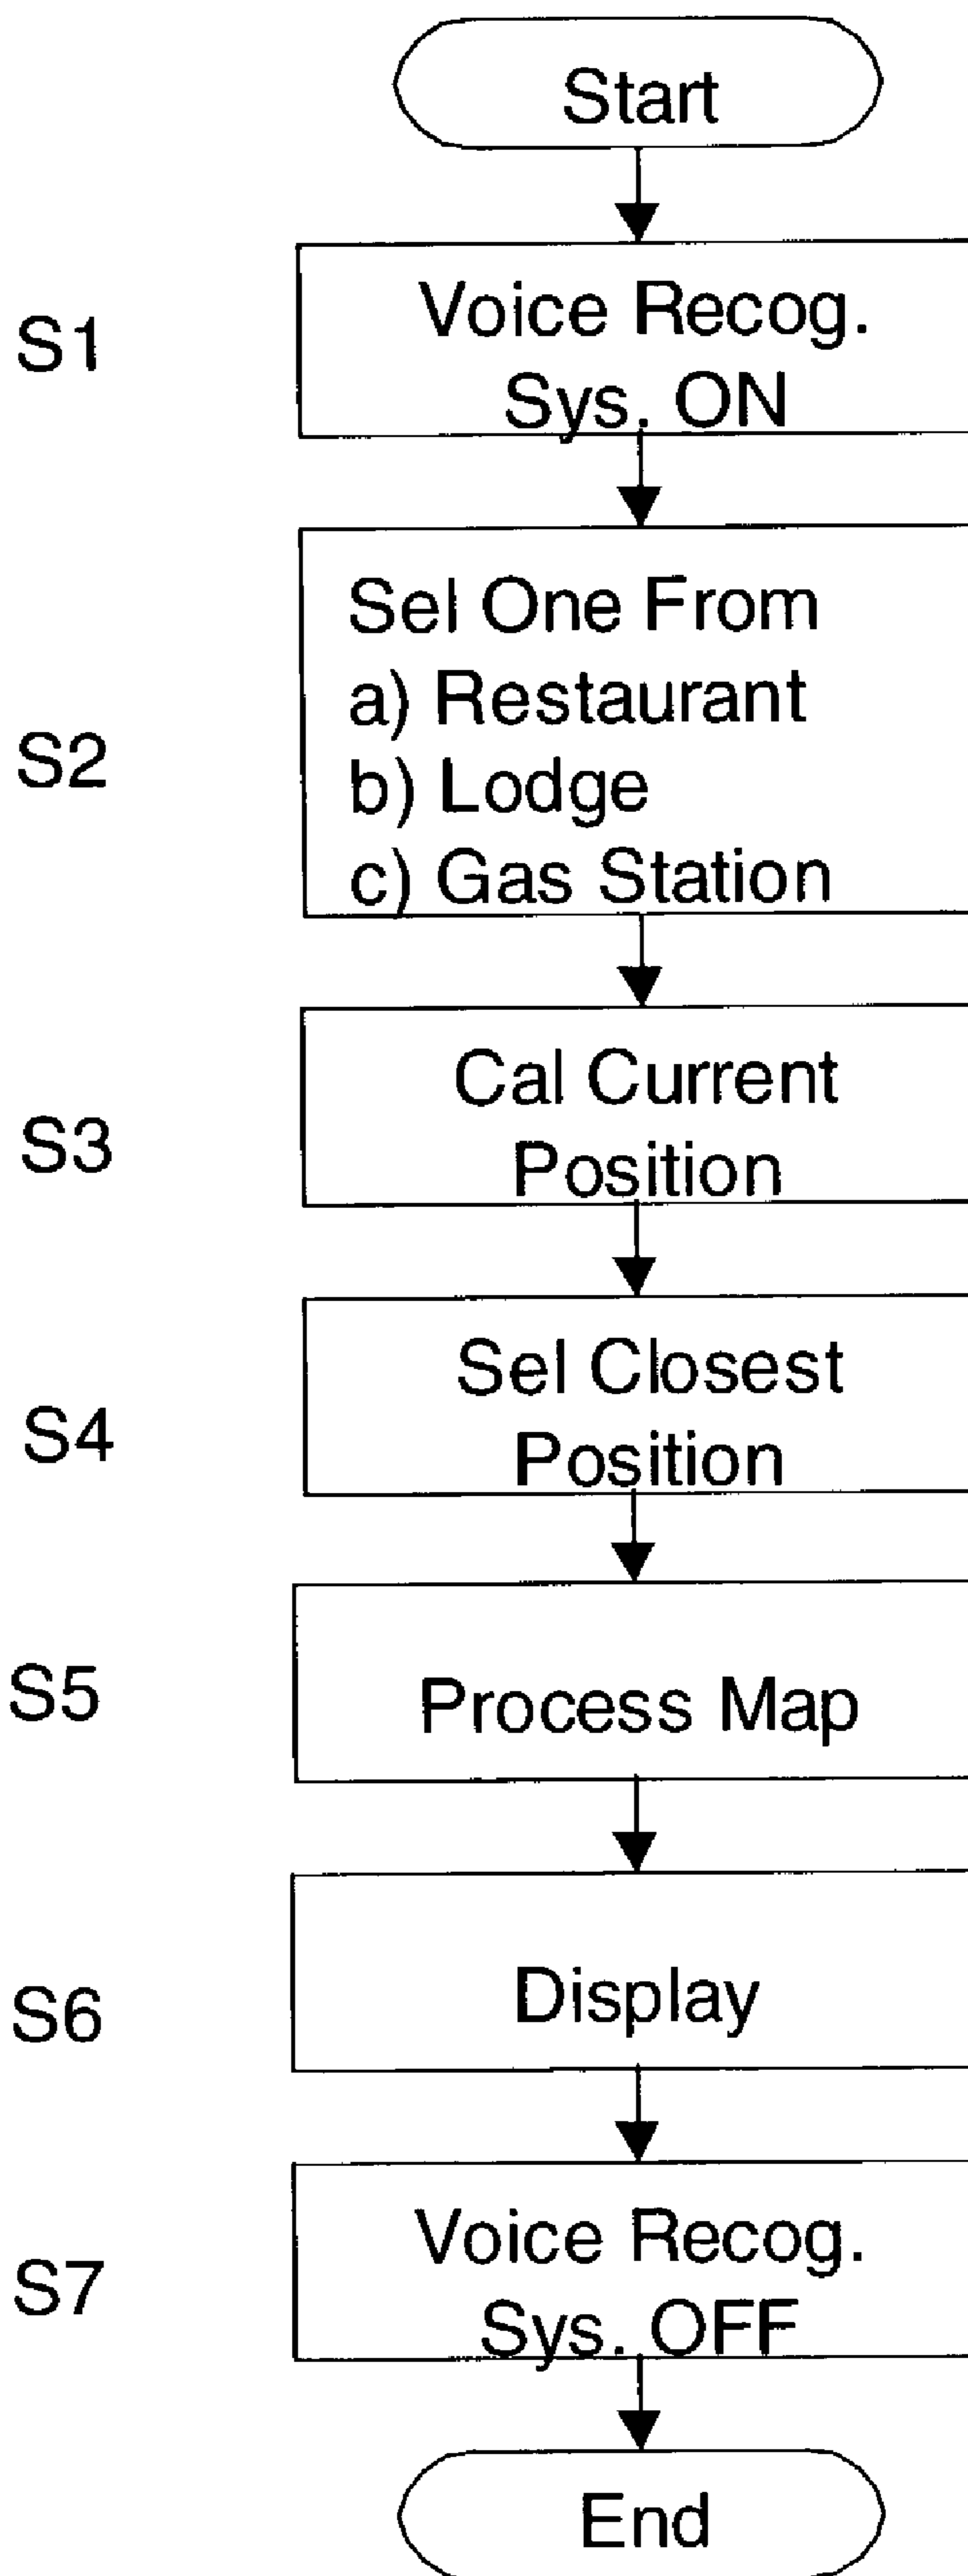 Start
S1
Voice Recog.
Sys. ON
S2
Sel One From
a) Restaurant
b) Lodge
c) Gas Station
S3
Cal Current
Position
S4
Sel Closest
Position
S5
Process Map
S6
Display
S7
Voice Recog.
Sys. OFF
End